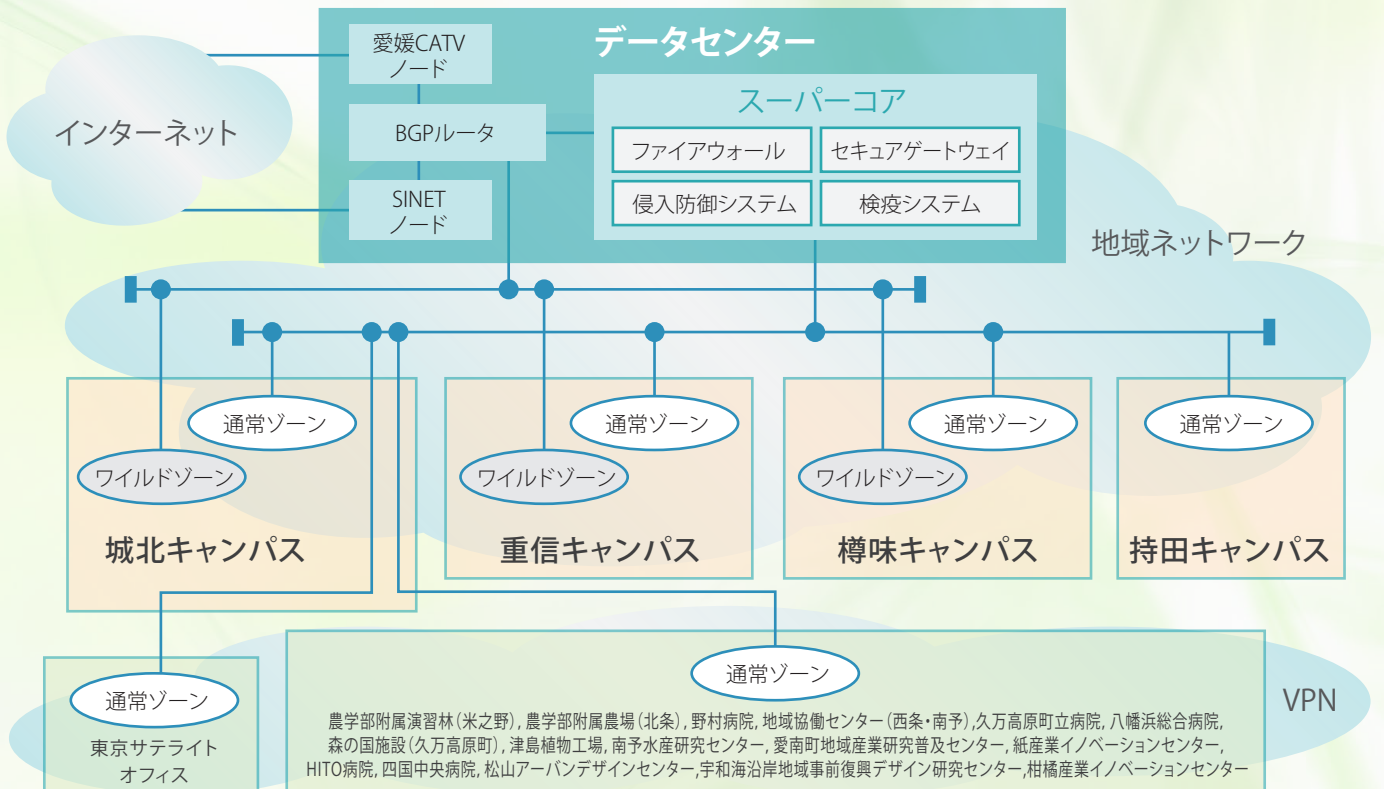 データセンター
愛媛CATV
ノード
BGPルータ
SINET
ノード
インターネット
スーパーコア
ファイアウォール
セキュアゲートウェイ
侵入防御システム
検疫システム
地域ネットワーク
通常ゾーン
ワイルドゾーン
城北キャンパス
通常ゾーン
ワイルドゾーン
重信キャンパス
通常ゾーン
ワイルドゾーン
樽味キャンパス
通常ゾーン
持田キャンパス
通常ゾーン
東京サテライト
オフィス
通常ゾーン
VPN
農学部附属演習林(米之野), 農学部附属農場(北条), 野村病院, 地域協働センター(西条・南予),久万高原町立病院, 八幡浜総合病院,
森の国施設(久万高原町), 津島植物工場, 南予水産研究センター, 愛南町地域産業研究普及センター, 紙産業イノベーションセンター,
HITO病院, 四国中央病院, 松山アーバンデザインセンター,宇和海沿岸地域事前復興デザイン研究センター,柑橘産業イノベーションセンター